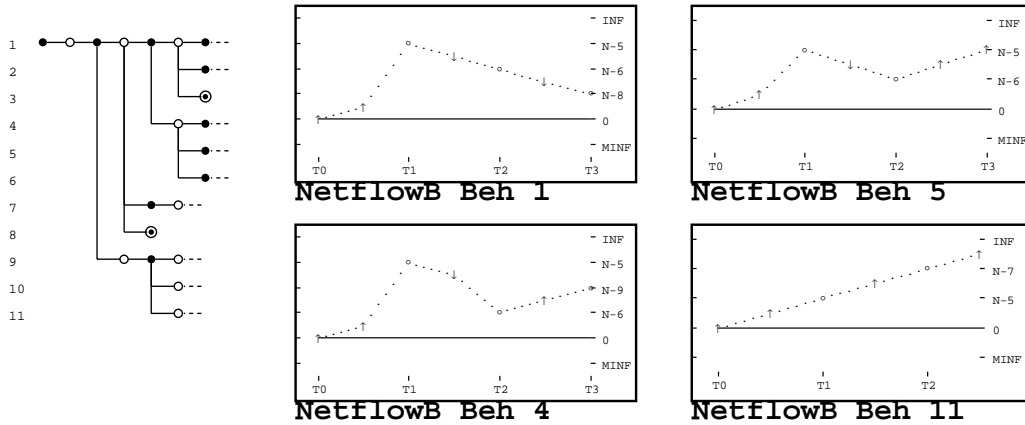 1
2
3
4
5
6
7
8
9
10
11
INF
N-5
N-6
N-8
0
MINF
T0 T1 T2 T3
NetflowB Beh 1
INF
N-5
N-6
0
MINF
T0 T1 T2 T3
NetflowB Beh 5
INF
N-5
N-9
N-6
0
MINF
T0 T1 T2 T3
NetflowB Beh 4
INF
N-7
N-5
0
MINF
T0 T1 T2
NetflowB Beh 11